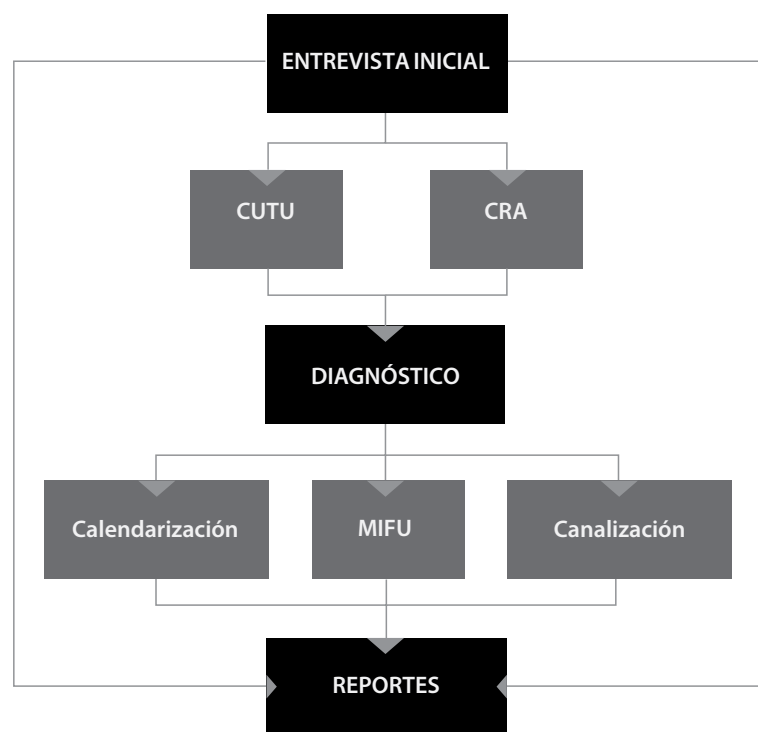 ENTREVISTA INICIAL
CUTU
CRA
DIAGNÓSTICO
Calendarización
MIFU
Canalización
REPORTES